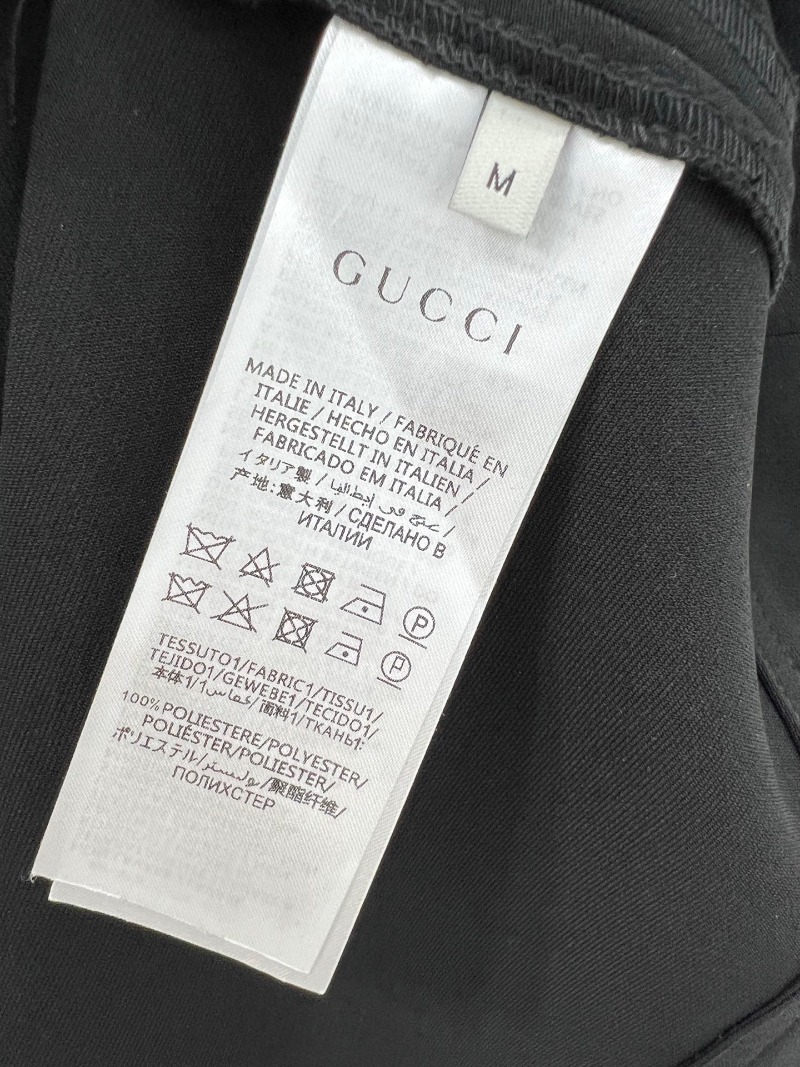 M
GUCCI
MADE IN ITALY / FABRIQUÉ EN
ITALIE / HECHO EN ITALIA /
HERGESTELLT IN ITALIEN /
FABRICADO EM ITALIA /
イタリア製 / صنع في إيطاليا /
产地:意大利 / СДЕЛАНО В
ИТАЛИИ
P
P
TESSUTO1/FABRIC1/TISSU1/
TEJIDO1/GEWEBE1/TECIDO1/
本体1/قماش1/面料1/ТКАНЬ1:
100% POLIESTERE/POLYESTER/
POLIÉSTER/POLIESTER/
ポリエステル/بوليستر/聚酯纤维/
ПОЛИХСТЕР